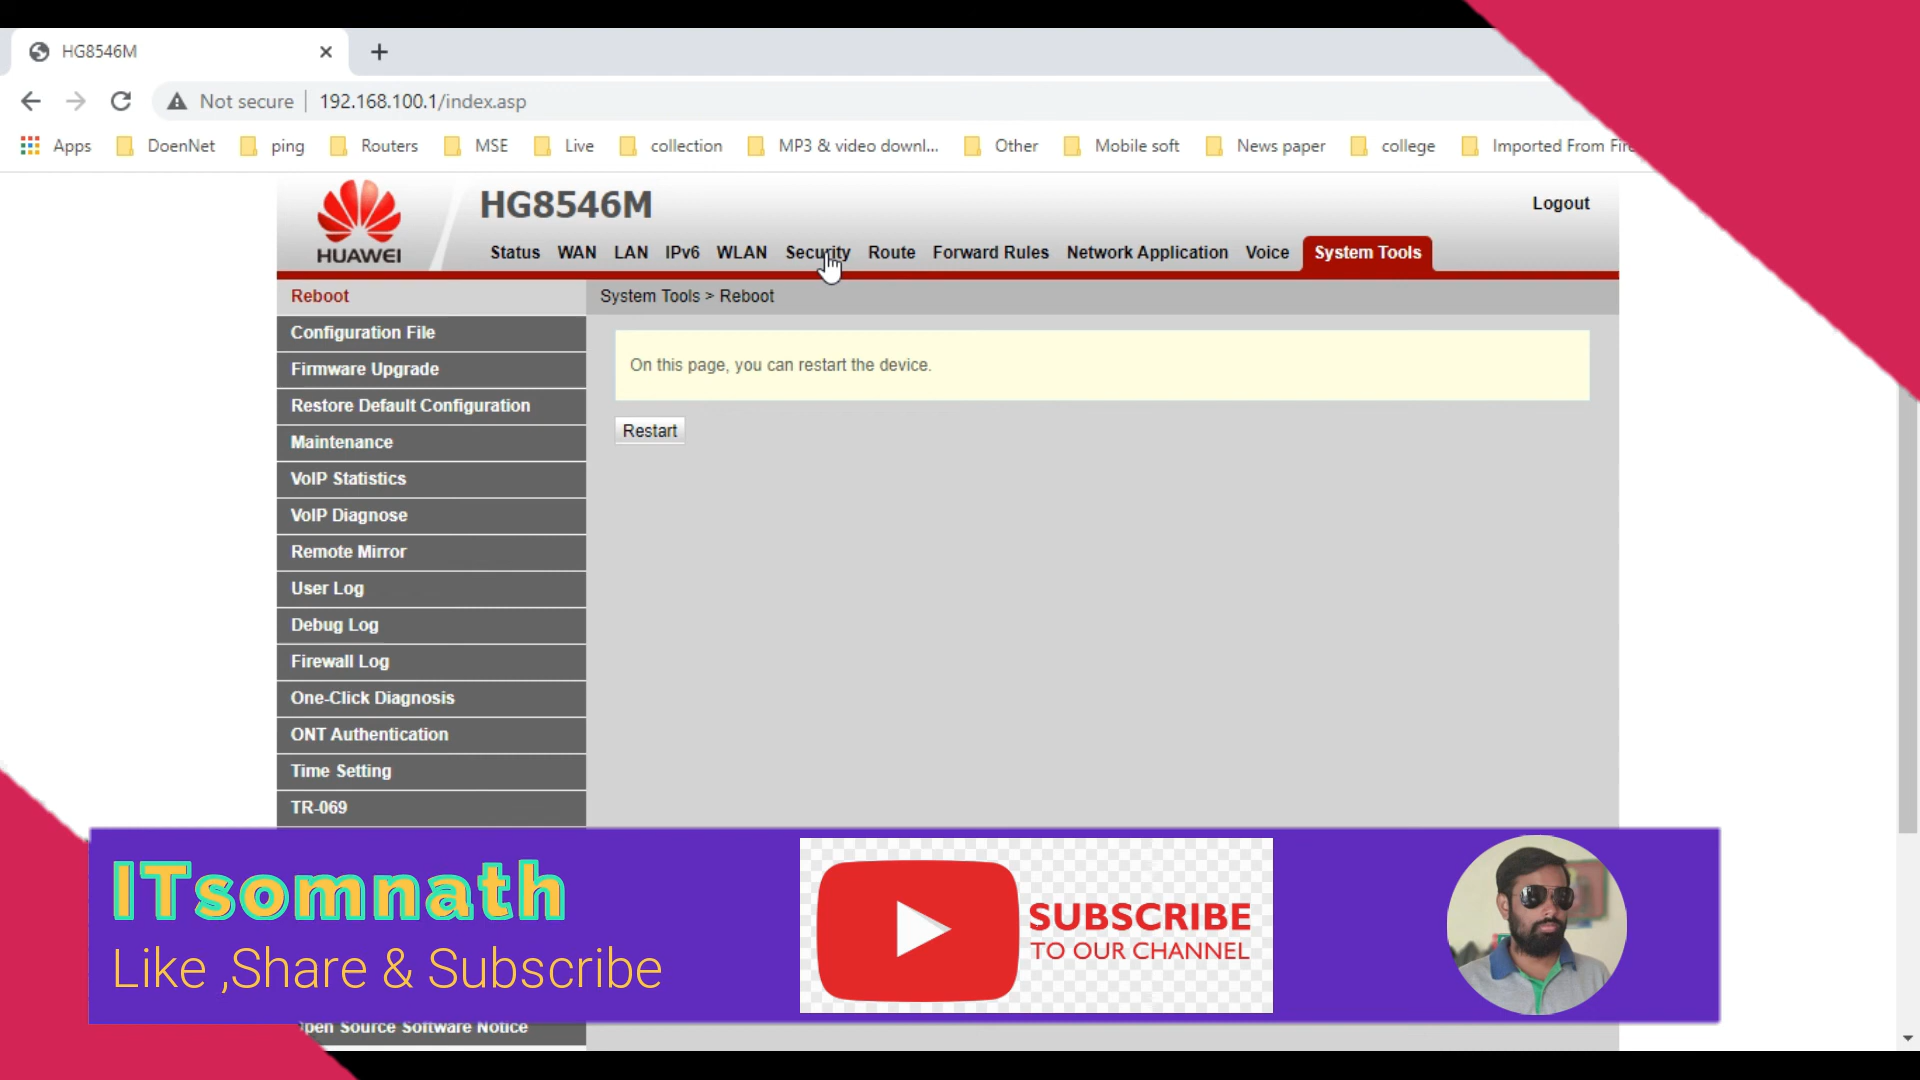 HG8546M
Not secure
192.168.100.1/index.asp
Apps DoenNet ping Routers MSE Live collection MP3 & video downl... Other Mobile soft News paper college Imported From
HUAWEI
HG8546M
Logout
Status WAN LAN IPv6 WLAN Security Route Forward Rules Network Application Voice System Tools
Reboot
System Tools > Reboot
Configuration File
Firmware Upgrade
Restore Default Configuration
Maintenance
VoIP Statistics
VoIP Diagnose
Remote Mirror
User Log
Debug Log
Firewall Log
One-Click Diagnosis
ONT Authentication
Time Setting
TR-069
On this page, you can restart the device.
Restart
ITsomnath
Like ,Share & Subscribe
SUBSCRIBE
TO OUR CHANNEL
Source Software Notice